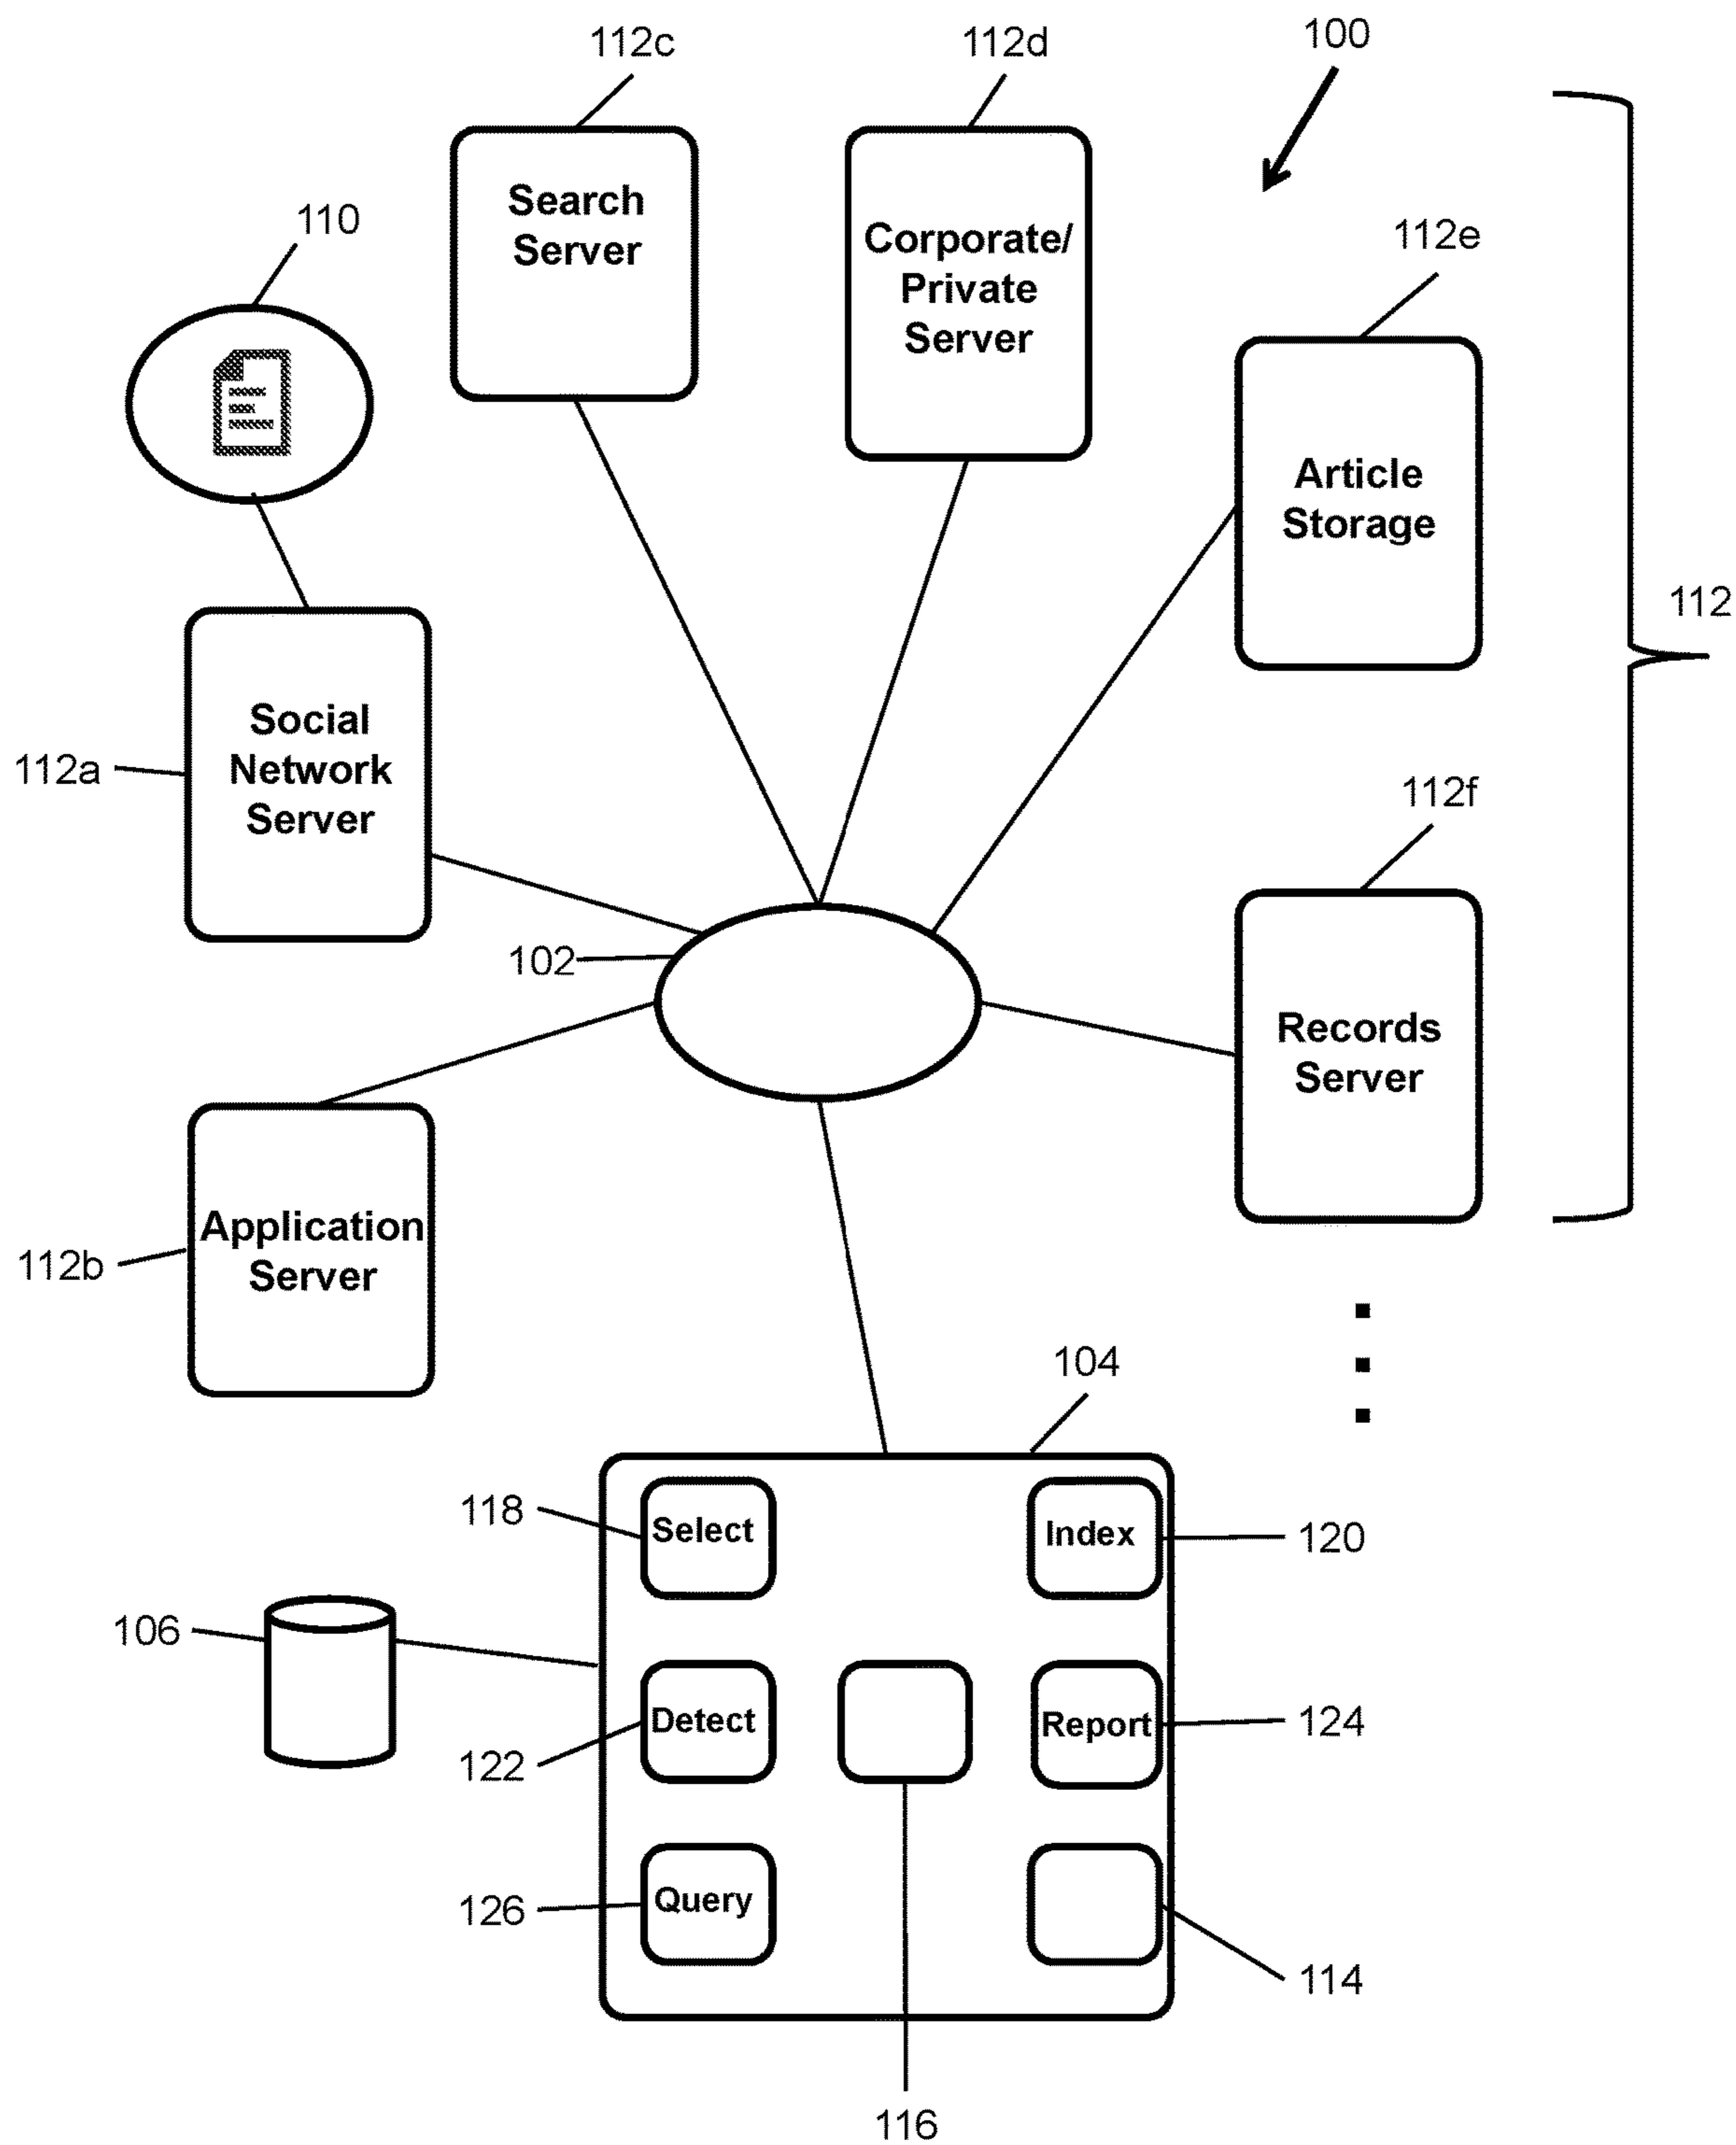 112c
112d
100
110
Search
Server
Corporate/
Private
Server
112e
Article
Storage
112
Social
Network
Server
112a
112f
102
Records
Server
Application
Server
112b
104
118
Select
Index
120
106
Detect
Report
124
122
126
Query
114
116